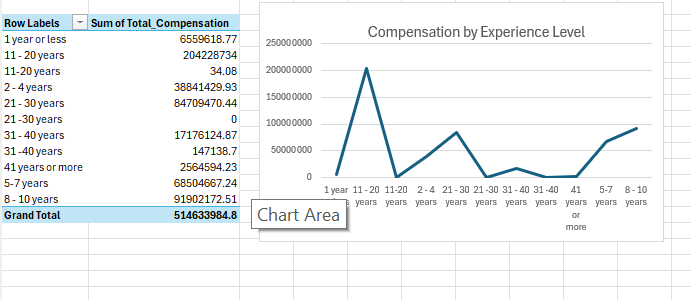 Row Labels Sum of Total_Compensation
1 year or less 6559618.77
11 - 20 years 204228734
11-20 years 34.08
2 - 4 years 38841429.93
21 - 30 years 84709470.44
21 -30 years 0
31 - 40 years 17176124.87
31 -40 years 147138.7
41 years or more 2564594.23
5-7 years 68504667.24
8 - 10 years 91902172.51
Grand Total 514633984.8
Compensation by Experience Level
250000000
200000000
150000000
100000000
50000000
0
1 year 11 - 20 11-20 2 - 4 21 - 30 21 -30 31 - 40 31 -40 41 5-7 8 - 10
years years years years years years years years years years
or
more
Chart Area